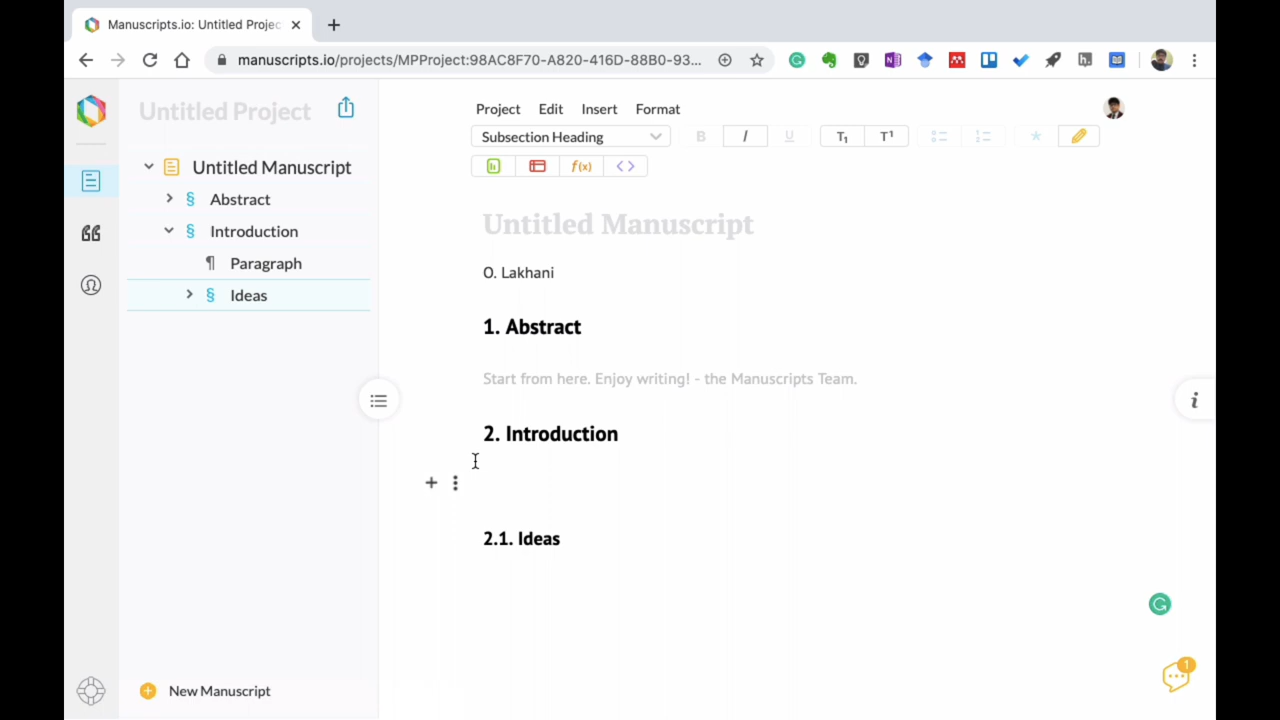 Manuscripts.io: Untitled Projec
manuscripts.io/projects/MPProject:98AC8F70-A820-416D-88B0-93...
Untitled Project
Untitled Manuscript
§ Abstract
§ Introduction
¶ Paragraph
§ Ideas
New Manuscript
Project Edit Insert Format
Subsection Heading
B I U T₁ T¹
f(x) <>
Untitled Manuscript
O. Lakhani
1. Abstract
Start from here. Enjoy writing! - the Manuscripts Team.
2. Introduction
2.1. Ideas
i
1